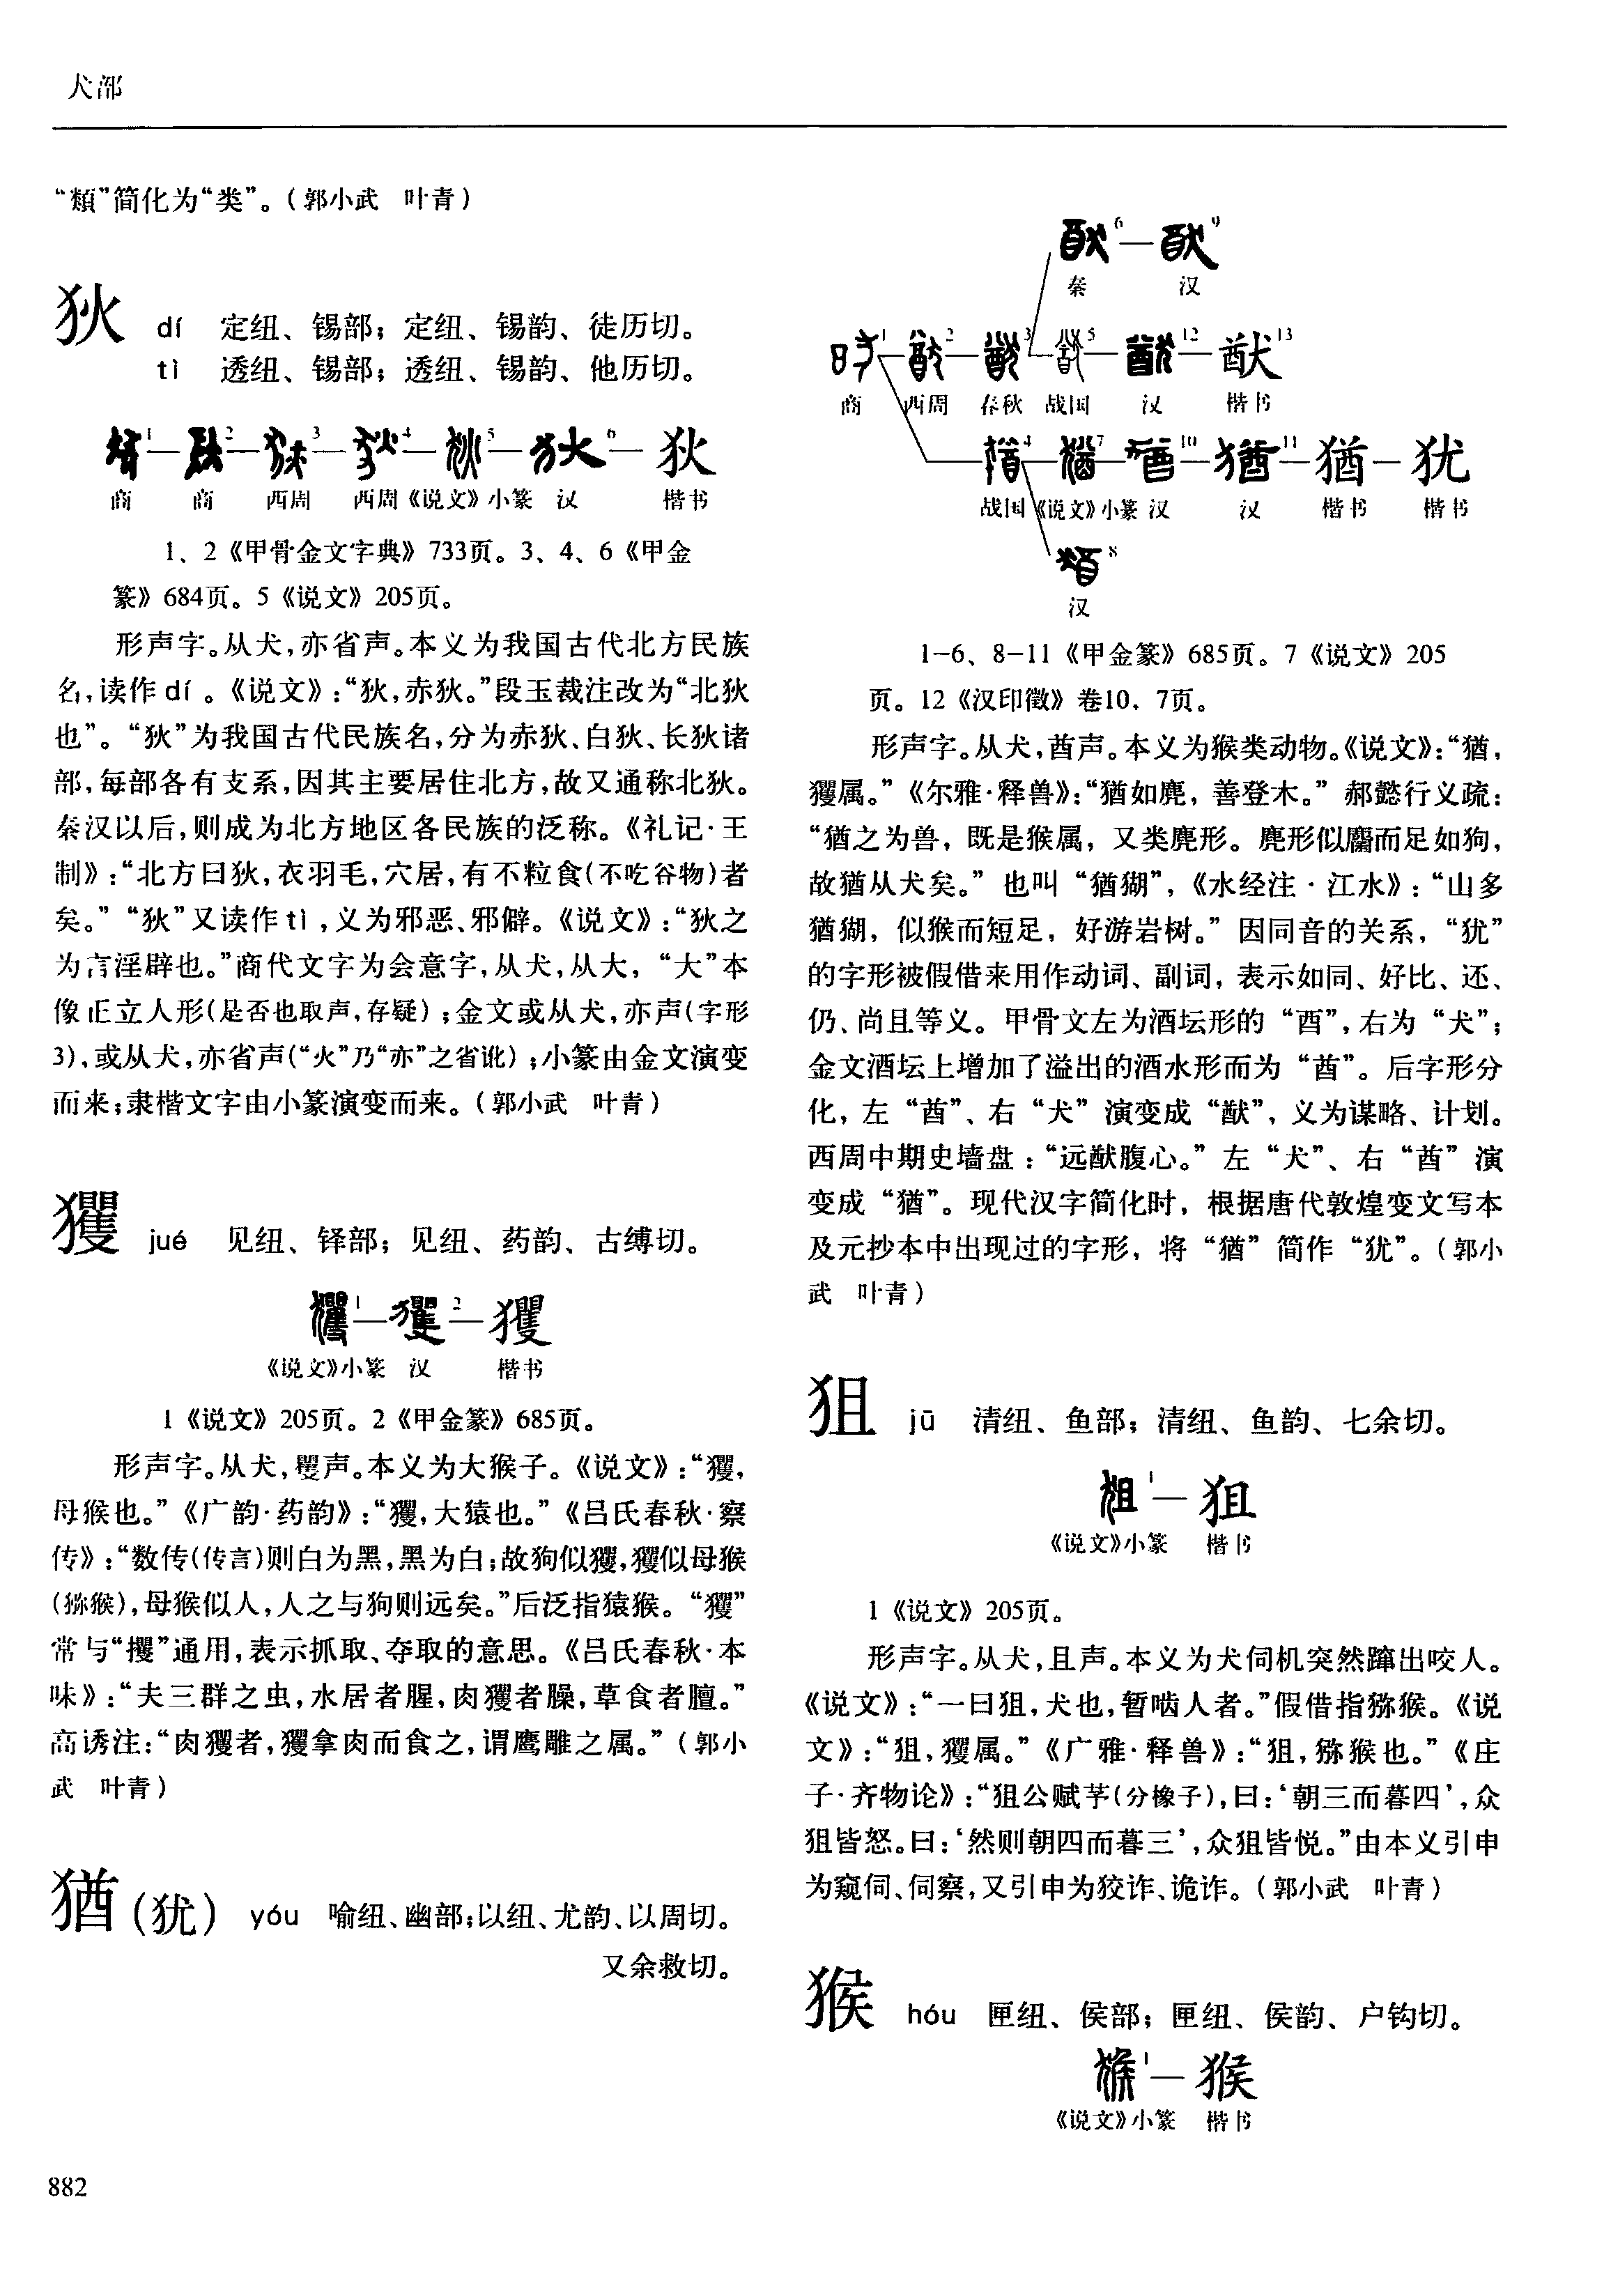 犬部
“類”简化为“类”。（郭小武　叶青）
狄　dí　定纽、锡部；定纽、锡韵、徒历切。
tì　透纽、锡部；透纽、锡韵、他历切。
1—2—3—4—5—6—狄
商　商　西周　西周《说文》小篆　汉　楷书
1、2《甲骨金文字典》733页。3、4、6《甲金
篆》684页。5《说文》205页。
形声字。从犬，亦省声。本义为我国古代北方民族
名，读作dí。《说文》：“狄，赤狄。”段玉裁注改为“北狄
也”。“狄”为我国古代民族名，分为赤狄、白狄、长狄诸
部，每部各有支系，因其主要居住北方，故又通称北狄。
秦汉以后，则成为北方地区各民族的泛称。《礼记·王
制》：“北方曰狄，衣羽毛，穴居，有不粒食（不吃谷物）者
矣。”“狄”又读作tì，义为邪恶、邪僻。《说文》：“狄之
为言淫辟也。”商代文字为会意字，从犬，从大，“大”本
像正立人形（是否也取声，存疑）；金文或从犬，亦声（字形
3），或从犬，亦省声（“火”乃“亦”之省讹）；小篆由金文演变
而来；隶楷文字由小篆演变而来。（郭小武　叶青）
玃　jué　见纽、铎部；见纽、药韵、古缚切。
1—2—玃
《说文》小篆　汉　楷书
1《说文》205页。2《甲金篆》685页。
形声字。从犬，矍声。本义为大猴子。《说文》：“玃，
母猴也。”《广韵·药韵》：“玃，大猿也。”《吕氏春秋·察
传》：“数传（传言）则白为黑，黑为白；故狗似玃，玃似母猴
（猕猴），母猴似人，人之与狗则远矣。”后泛指猿猴。“玃”
常与“攫”通用，表示抓取、夺取的意思。《吕氏春秋·本
味》：“夫三群之虫，水居者腥，肉玃者臊，草食者膻。”
高诱注：“肉玃者，玃拿肉而食之，谓鹰雕之属。”（郭小
武　叶青）
猶（犹）　yóu　喻纽、幽部；以纽、尤韵、以周切。
又余救切。
6—9
秦　汉
1—2—3—5—12—猷13
商　西周　春秋　战国　汉　楷书
4—7—10—11—猶—犹
战国《说文》小篆　汉　汉　楷书　楷书
8
汉
1-6、8-11《甲金篆》685页。7《说文》205
页。12《汉印徵》卷10．7页。
形声字。从犬，酋声。本义为猴类动物。《说文》：“猶，
玃属。”《尔雅·释兽》：“猶如麂，善登木。”郝懿行义疏：
“猶之为兽，既是猴属，又类麂形。麂形似麕而足如狗，
故猶从犬矣。”也叫“猶猢”，《水经注·江水》：“山多
猶猢，似猴而短足，好游岩树。”因同音的关系，“犹”
的字形被假借来用作动词、副词，表示如同、好比、还、
仍、尚且等义。甲骨文左为酒坛形的“酉”，右为“犬”；
金文酒坛上增加了溢出的酒水形而为“酋”。后字形分
化，左“酋”、右“犬”演变成“猷”，义为谋略、计划。
西周中期史墙盘：“远猷腹心。”左“犬”、右“酋”演
变成“猶”。现代汉字简化时，根据唐代敦煌变文写本
及元抄本中出现过的字形，将“猶”简作“犹”。（郭小
武　叶青）
狙　jū　清纽、鱼部；清纽、鱼韵、七余切。
1—狙
《说文》小篆　楷书
1《说文》205页。
形声字。从犬，且声。本义为犬伺机突然蹿出咬人。
《说文》：“一曰狙，犬也，暂啮人者。”假借指猕猴。《说
文》：“狙，玃属。”《广雅·释兽》：“狙，猕猴也。”《庄
子·齐物论》：“狙公赋芧（分橡子），曰：‘朝三而暮四’，众
狙皆怒。曰：‘然则朝四而暮三’，众狙皆悦。”由本义引申
为窥伺、伺察，又引申为狡诈、诡诈。（郭小武　叶青）
猴　hóu　匣纽、侯部；匣纽、侯韵、户钩切。
1—猴
《说文》小篆　楷书
882